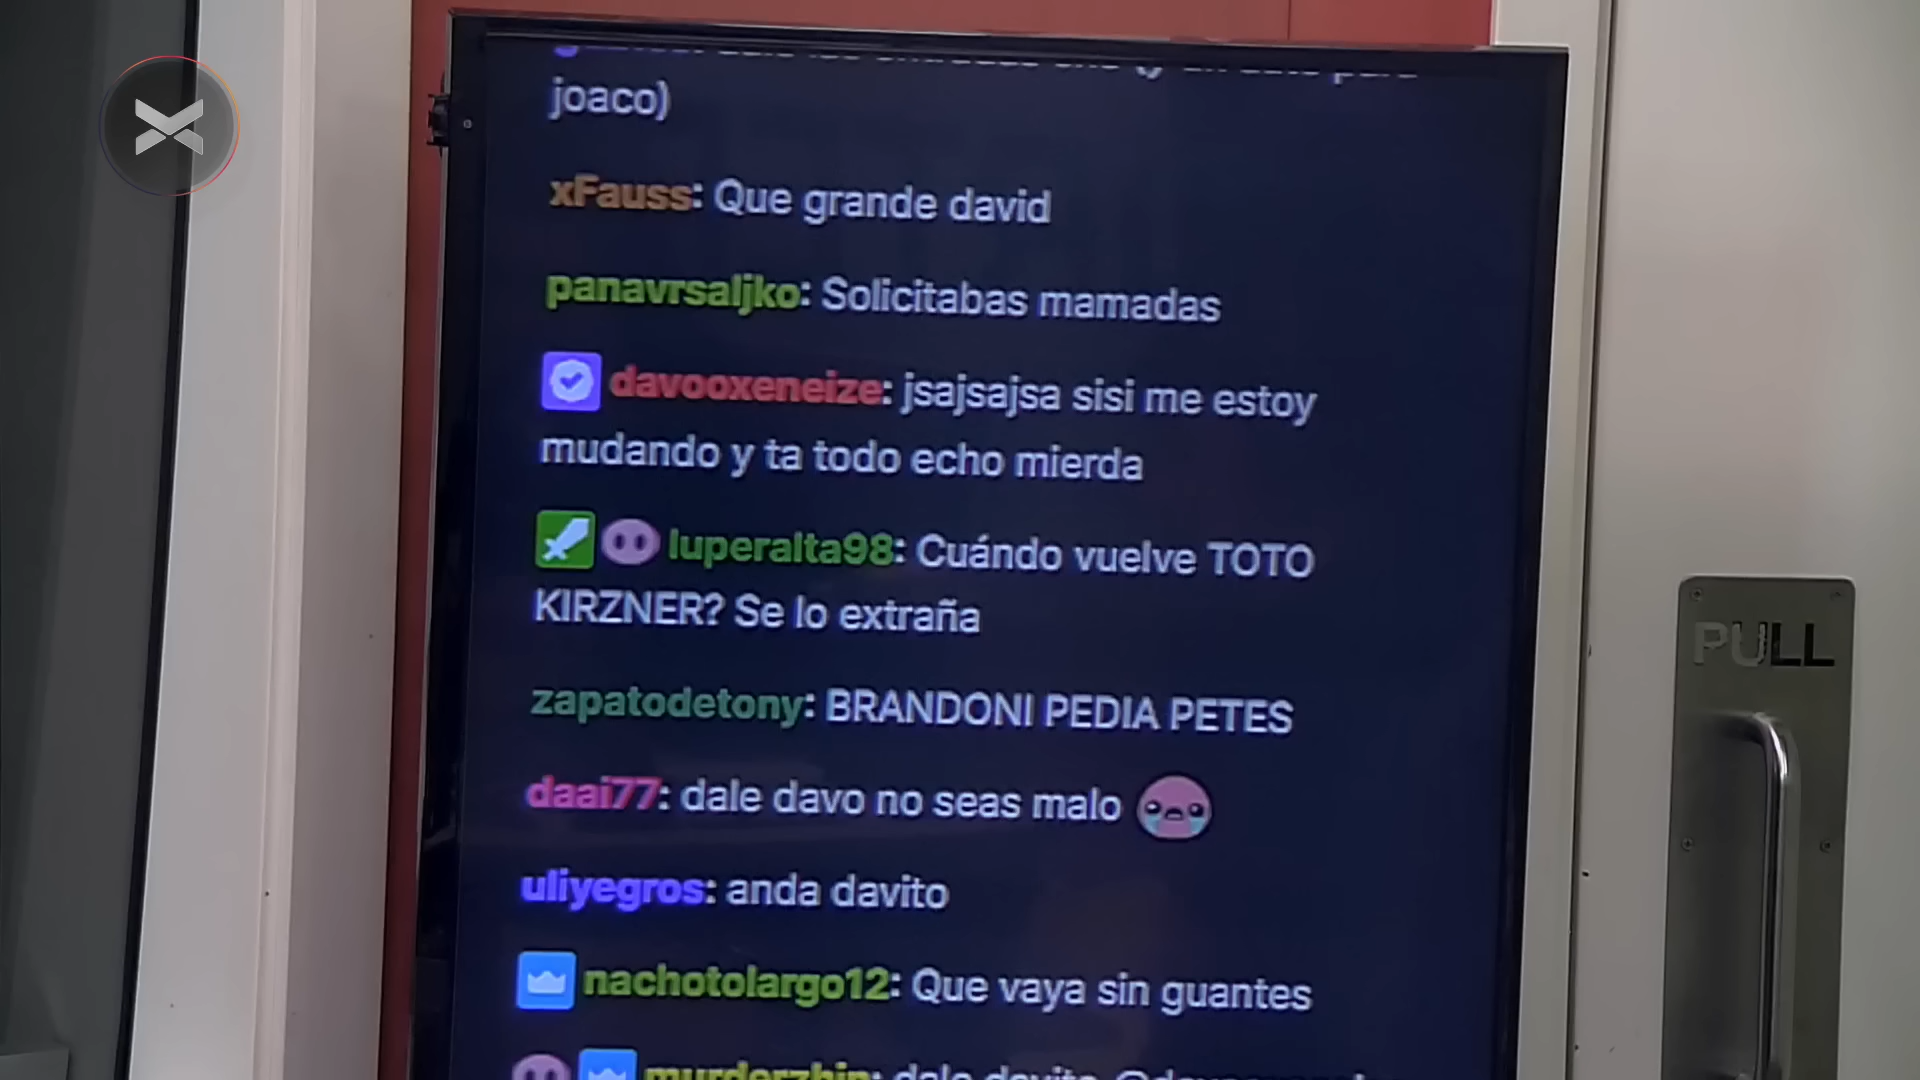 joaco)
xFauss: Que grande david
panavrsaljko: Solicitabas mamadas
davooxeneize: jsajsajsa sisi me estoy
mudando y ta todo echo mierda
luperalta98: Cuándo vuelve TOTO
KIRZNER? Se lo extraña
zapatodetony: BRANDONI PEDIA PETES
daai77: dale davo no seas malo
uliyegros: anda davito
nachotolargo12: Que vaya sin guantes
dale davito
PULL